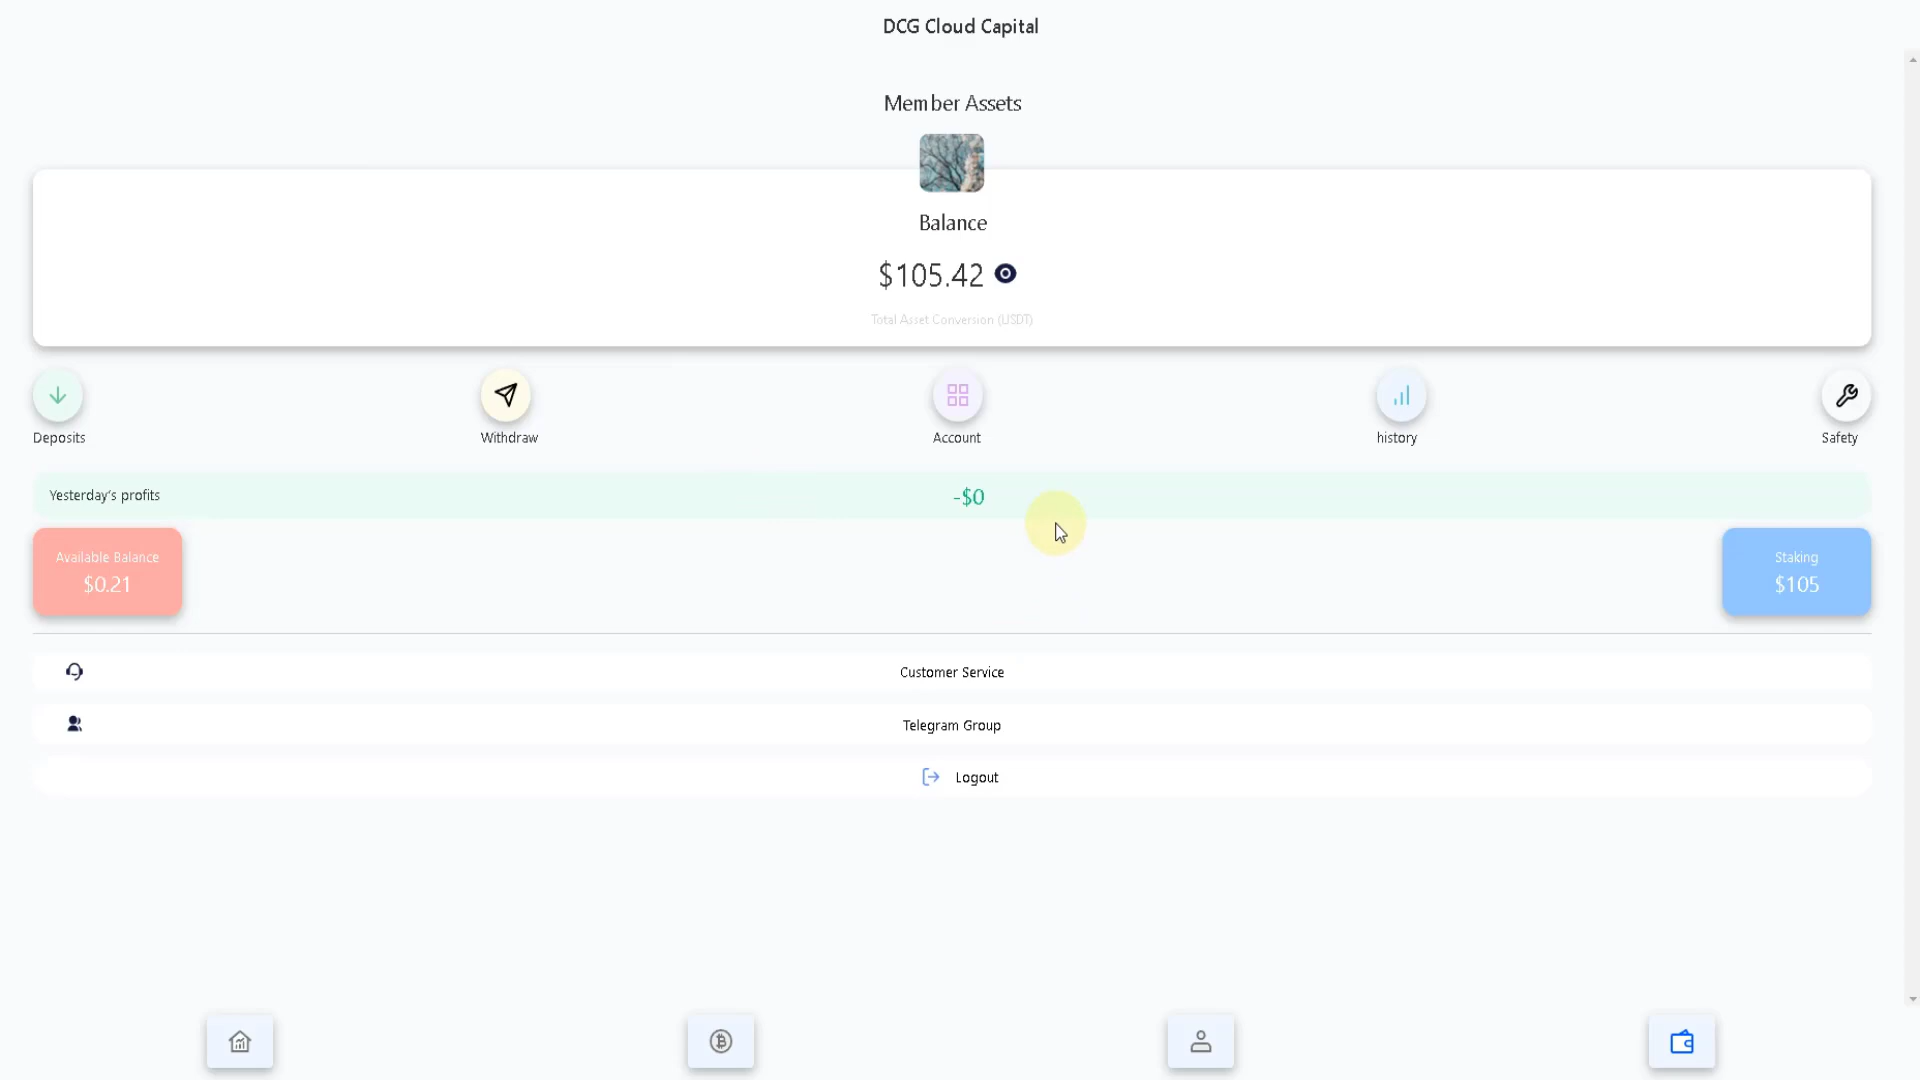 DCG Cloud Capital
Member Assets
Balance
$105.42
Total Asset Conversion (USDT)
Deposits
Withdraw
Account
history
Safety
Yesterday's profits
-$0
Available Balance
$0.21
Staking
$105
Customer Service
Telegram Group
Logout